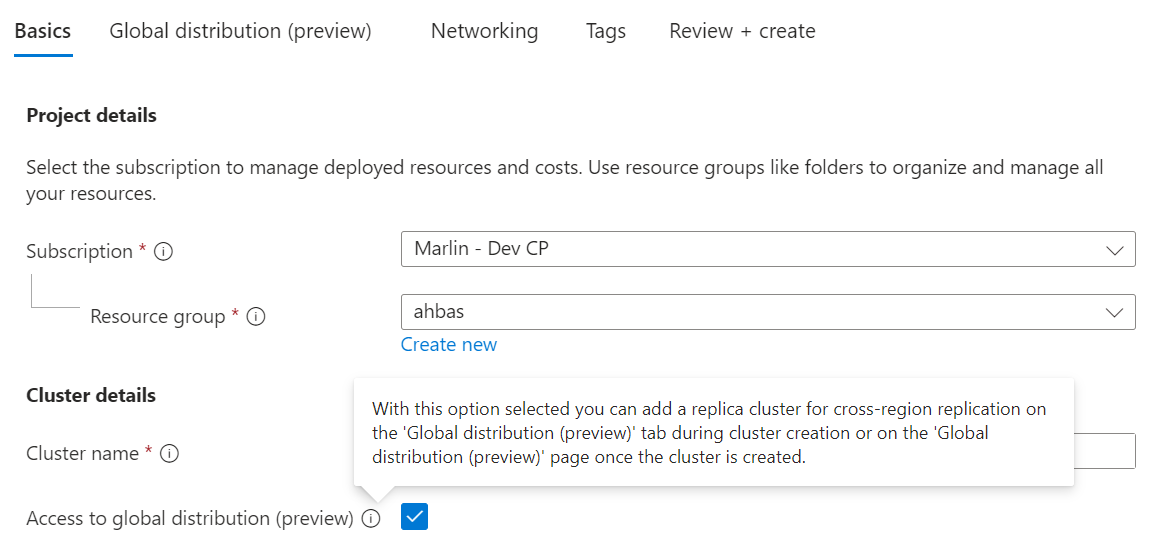 Basics Global distribution (preview) Networking Tags Review + create
Project details
Select the subscription to manage deployed resources and costs. Use resource groups like folders to organize and manage all
your resources.
Subscription * Marlin - Dev CP
Resource group * ahbas
Create new
Cluster details
With this option selected you can add a replica cluster for cross-region replication on
the 'Global distribution (preview)' tab during cluster creation or on the 'Global
distribution (preview)' page once the cluster is created.
Cluster name *
Access to global distribution (preview)